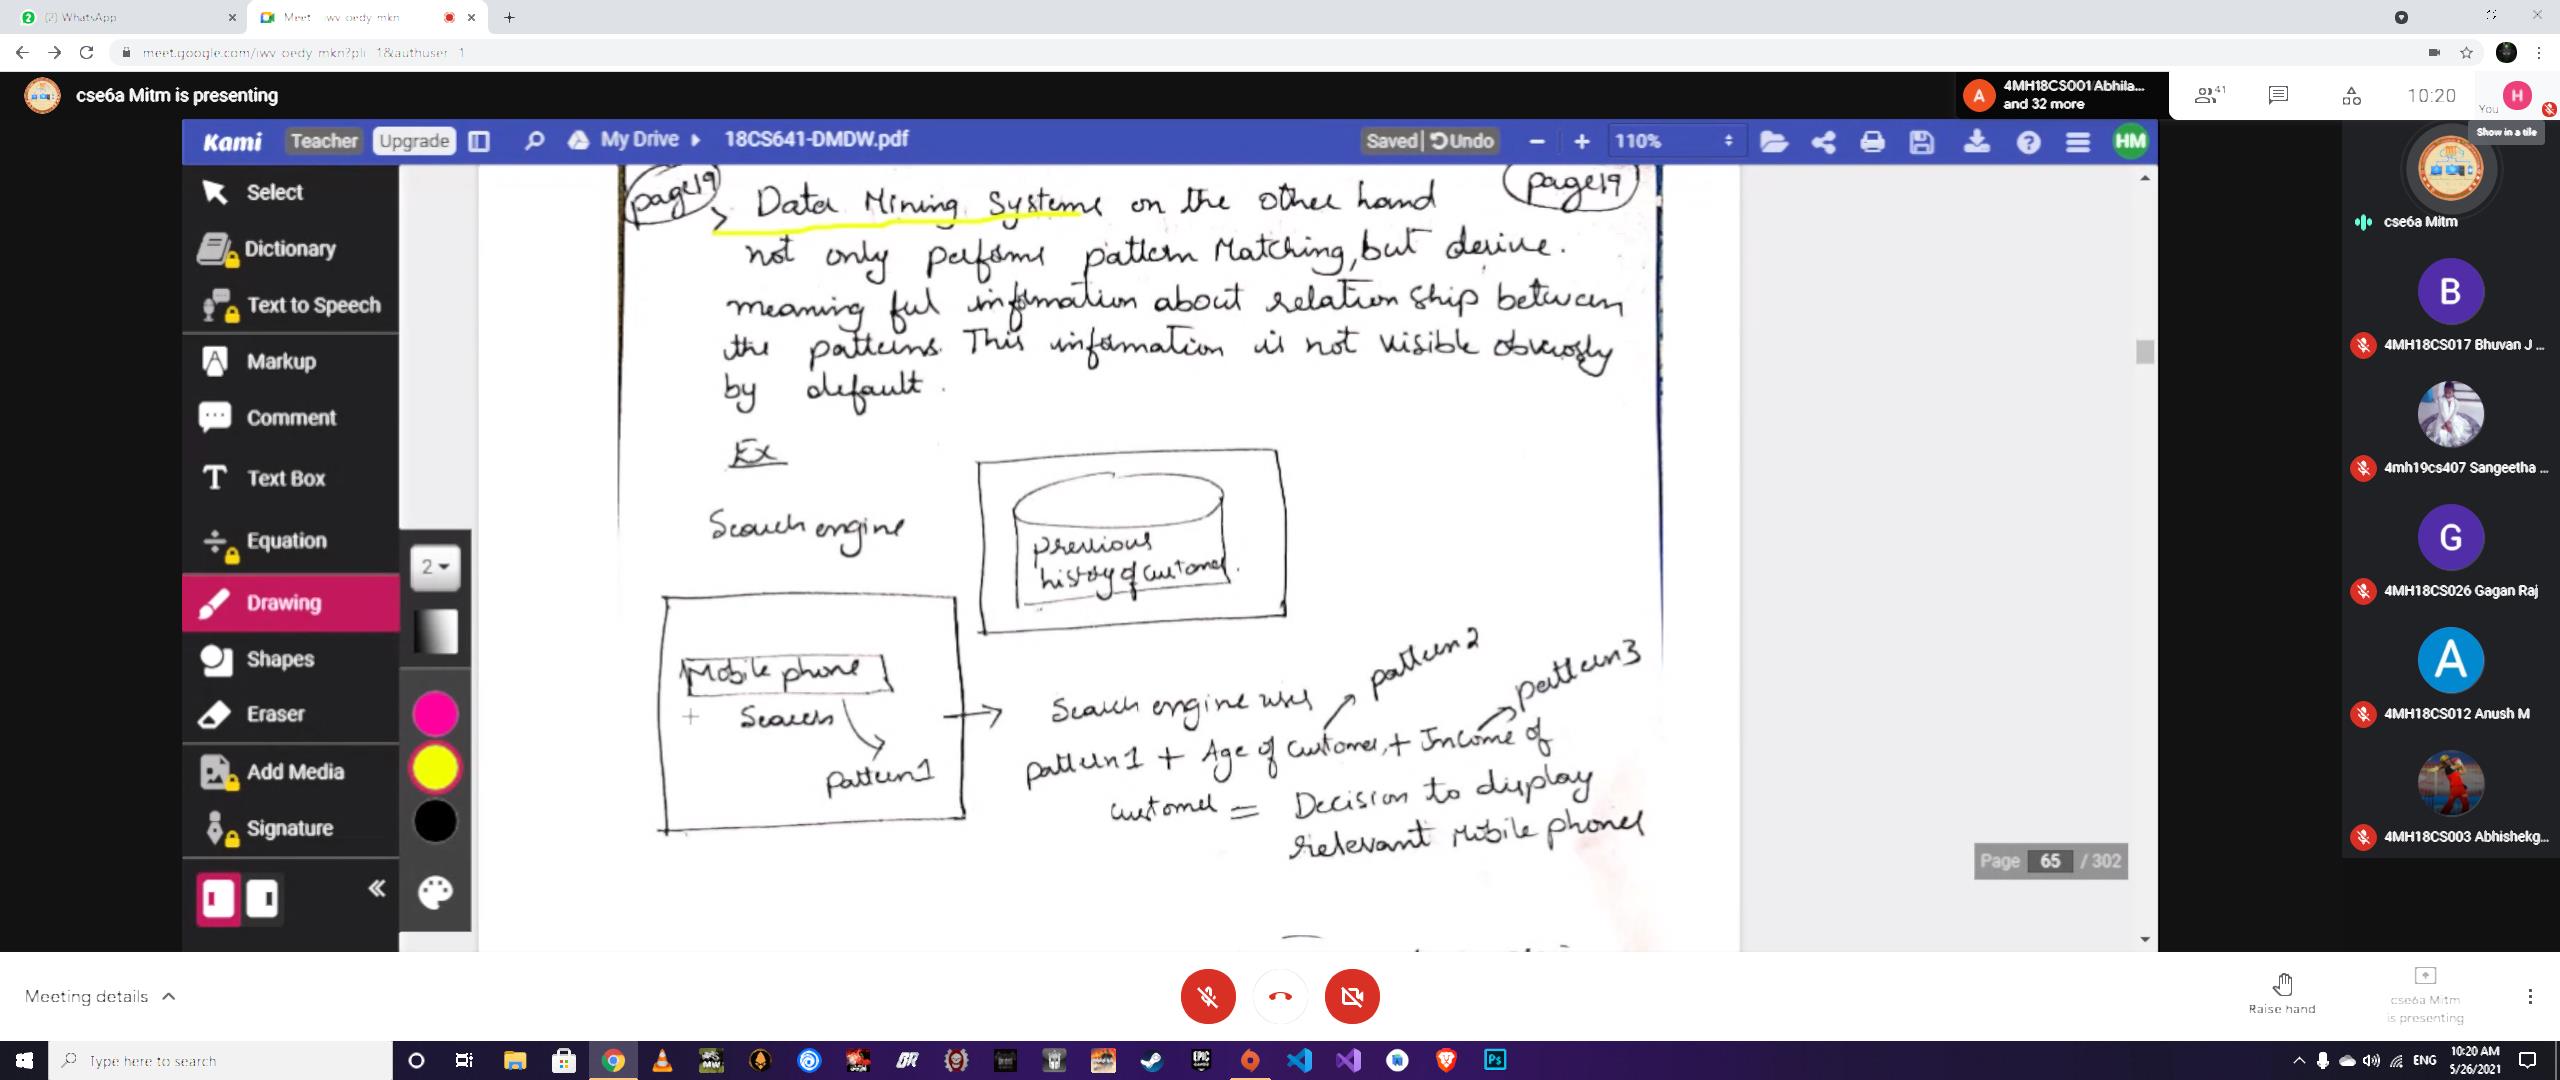 (2) WhatsApp
Meet - iwv-oedy-mkn
meet.google.com/iwv-oedy-mkn?pli=1&authuser=1
cse6a Mitm is presenting
A
4MH18CS001 Abhila...
and 32 more
41
10:20
You
H
Show in a tile
Kami
Teacher
Upgrade
My Drive
18CS641-DMDW.pdf
Saved
Undo
110%
HM
Select
Dictionary
Text to Speech
Markup
Comment
Text Box
Equation
Drawing
Shapes
Eraser
Add Media
Signature
2
page19
page19
> Data Mining Systems on the other hand
not only performs pattern Matching, but derive.
meaning ful information about relation ship between
the patterns. This information is not visible obviously
by default.
Ex
Search engine
previous
history of customer.
Mobile phone
Search
pattern1
pattern2
pattern3
Search engine uses
pattern1 + Age of customer, + Income of
customer = Decision to display
relevant Mobile phones
Page 65 / 302
cse6a Mitm
B
4MH18CS017 Bhuvan J ...
4mh19cs407 Sangeetha ...
G
4MH18CS026 Gagan Raj
A
4MH18CS012 Anush M
4MH18CS003 Abhishekg...
Meeting details
Raise hand
cse6a Mitm
is presenting
Type here to search
MW
BR
EPIC
GAMES
Ps
ENG
10:20 AM
5/26/2021